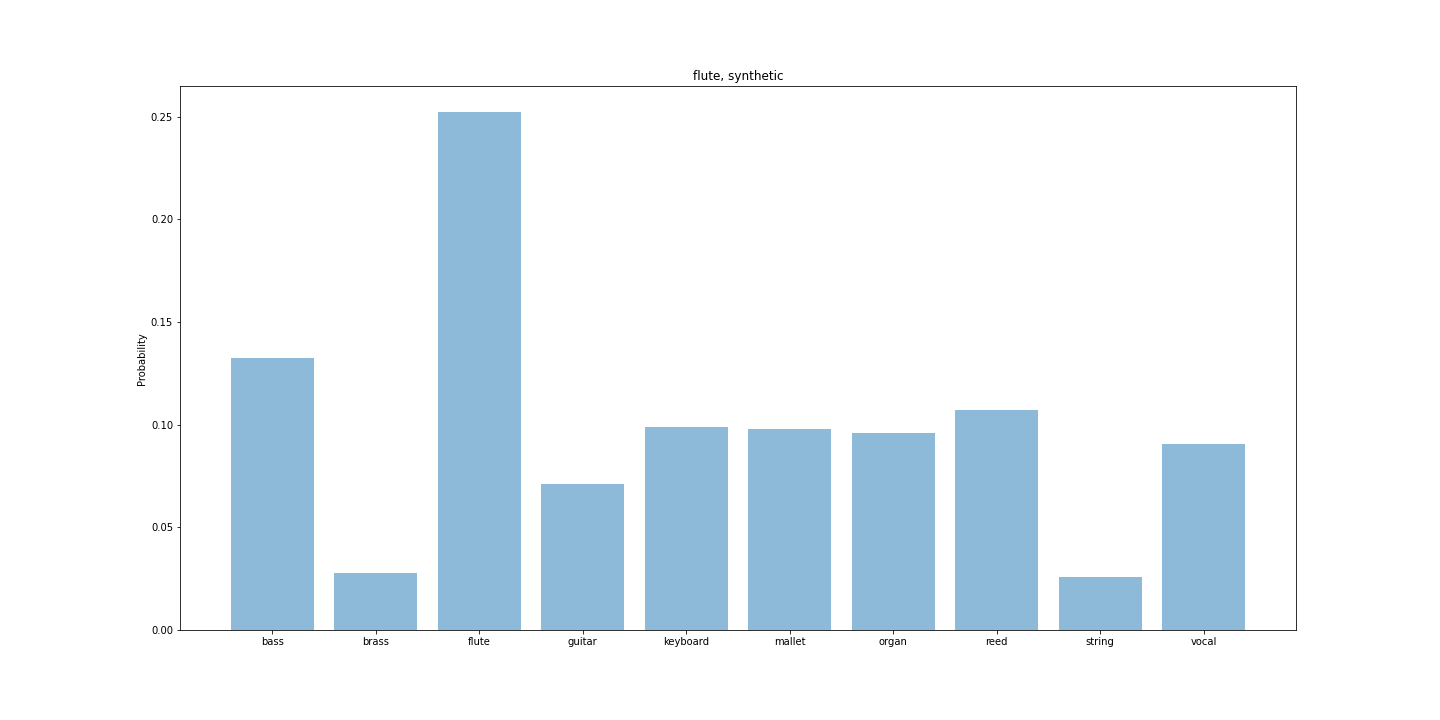 flute, synthetic
0.25
0.20
0.15
0.10
0.05
0.00
Probability
bass brass flute guitar keyboard mallet organ reed string vocal